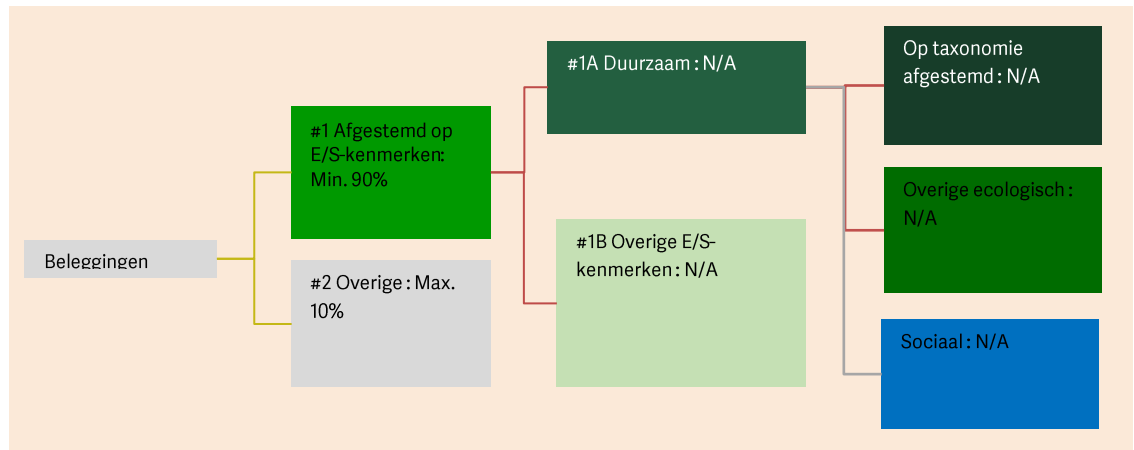 Beleggingen
#1 Afgestemd op
E/S-kenmerken:
Min. 90%
#2 Overige : Max.
10%
#1A Duurzaam : N/A
#1B Overige E/S-
kenmerken : N/A
Op taxonomie
afgestemd : N/A
Overige ecologisch :
N/A
Sociaal : N/A